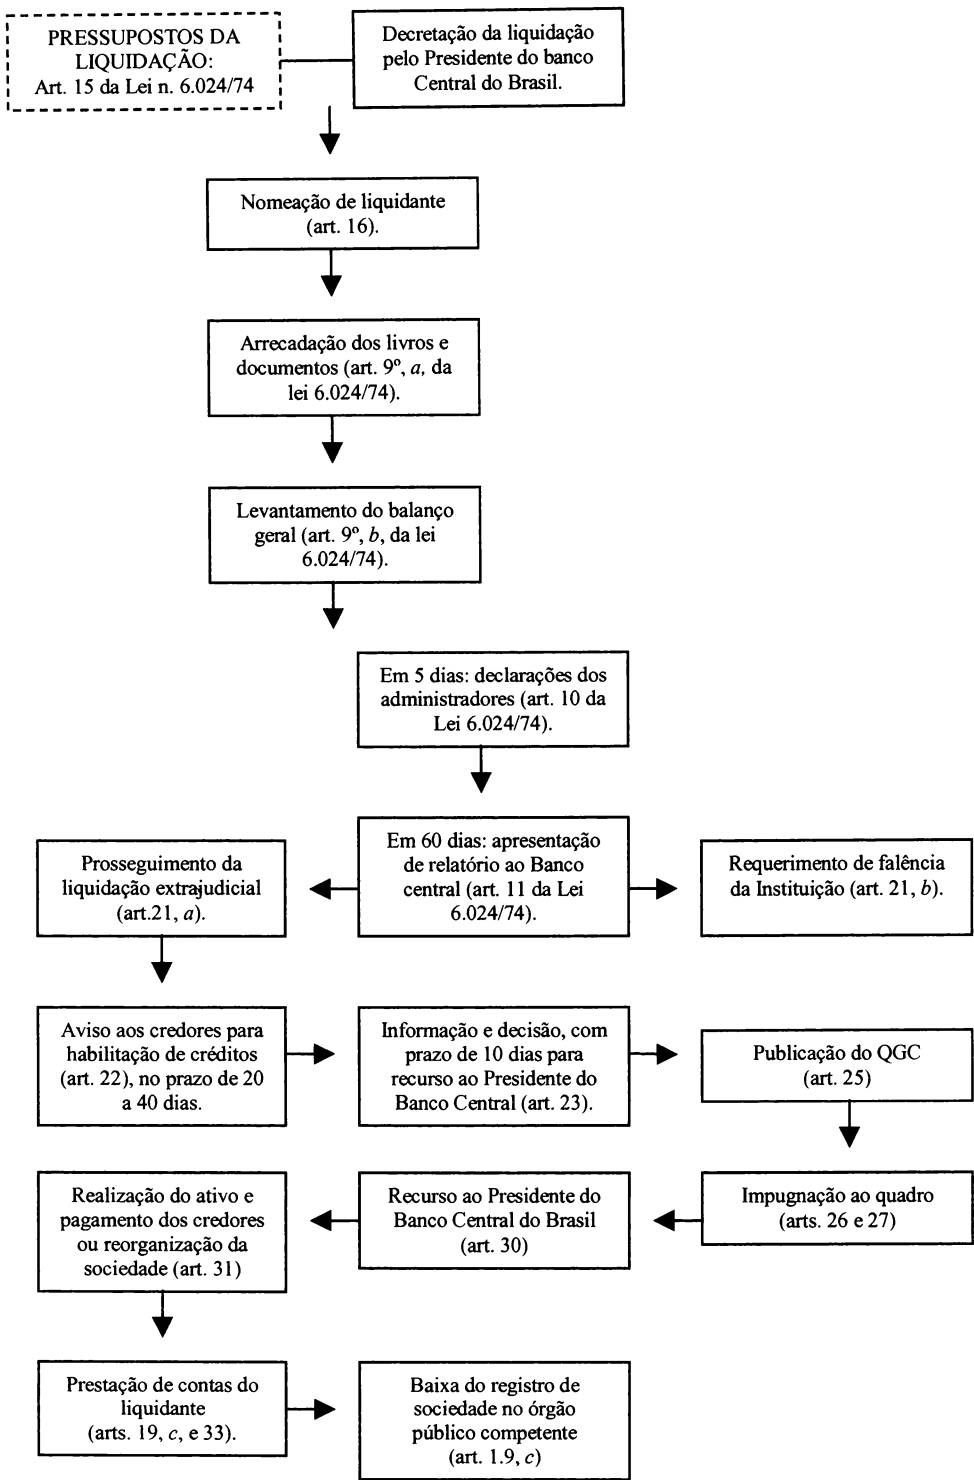 PRESSUPOSTOS DA
LIQUIDAÇÃO:
Art. 15 da Lei n. 6.024/74
Decretação da liquidação
pelo Presidente do banco
Central do Brasil.
Nomeação de liquidante
(art. 16).
Arrecadação dos livros e
documentos (art. 9º, a, da
lei 6.024/74).
Levantamento do balanço
geral (art. 9º, b, da lei
6.024/74).
Em 5 dias: declarações dos
administradores (art. 10 da
Lei 6.024/74).
Prosseguimento da
liquidação extrajudicial
(art.21, a).
Em 60 dias: apresentação
de relatório ao Banco
central (art. 11 da Lei
6.024/74).
Requerimento de falência
da Instituição (art. 21, b).
Aviso aos credores para
habilitação de créditos
(art. 22), no prazo de 20
a 40 dias.
Informação e decisão, com
prazo de 10 dias para
recurso ao Presidente do
Banco Central (art. 23).
Publicação do QGC
(art. 25)
Impugnação ao quadro
(arts. 26 e 27)
Recurso ao Presidente do
Banco Central do Brasil
(art. 30)
Realização do ativo e
pagamento dos credores
ou reorganização da
sociedade (art. 31)
Prestação de contas do
liquidante
(arts. 19, c, e 33).
Baixa do registro de
sociedade no órgão
público competente
(art. 1.9, c)